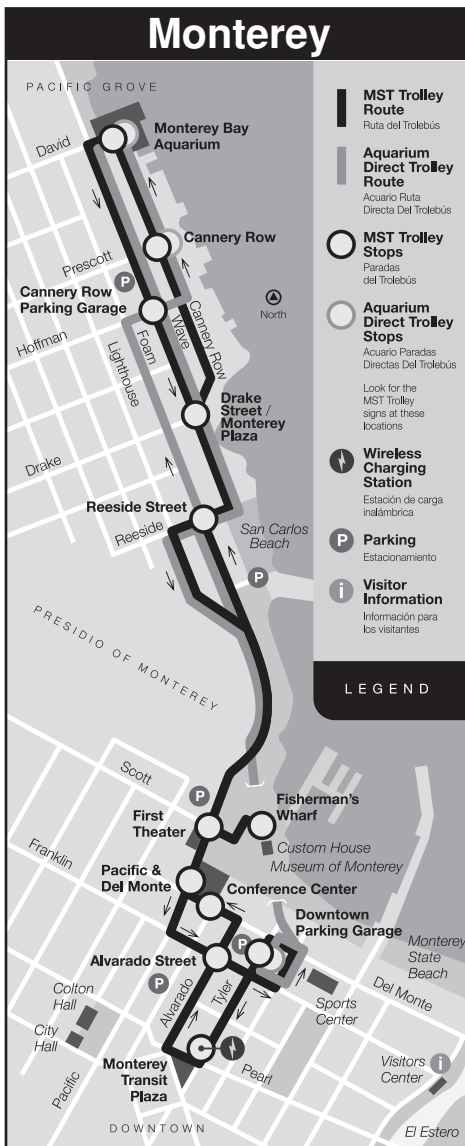 Monterey
PACIFIC GROVE
David
Monterey Bay
Aquarium
Cannery Row
Prescott
P
Cannery Row
Parking Garage
Hoffman
Lighthouse
Foam
Wave
Cannery Row
North
Drake
Street /
Monterey
Plaza
Drake
Reeside Street
Reeside
San Carlos
Beach
P
PRESIDIO OF MONTEREY
Scott
P
First
Theater
Fisherman's
Wharf
Custom House
Museum of Monterey
Franklin
Pacific &
Del Monte
Conference Center
Downtown
Parking Garage
P
Alvarado Street
P
Alvarado
Tyler
Monterey
State
Beach
Del Monte
Sports
Center
Colton
Hall
City
Hall
Pacific
Monterey
Transit
Plaza
Pearl
Visitors
Center
i
DOWNTOWN
El Estero
MST Trolley
Route
Ruta del Trolebús
Aquarium
Direct Trolley
Route
Acuario Ruta
Directa Del Trolebús
MST Trolley
Stops
Paradas
del Trolebús
Aquarium
Direct Trolley
Stops
Acuario Paradas
Directas Del Trolebús
Look for the
MST Trolley
signs at these
locations
Wireless
Charging
Station
Estación de carga
inalámbrica
P
Parking
Estacionamiento
i
Visitor
Information
Información para
los visitantes
LEGEND